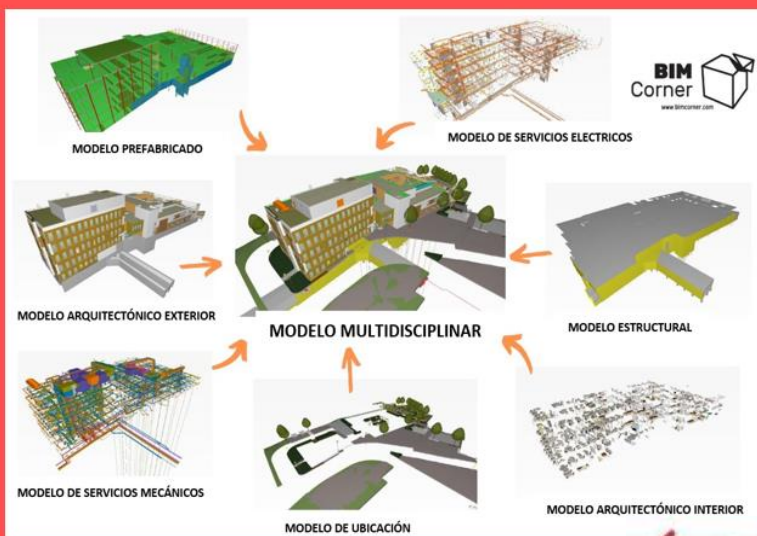 BIM
Corner
www.bimcorner.com
MODELO PREFABRICADO
MODELO DE SERVICIOS ELECTRICOS
MODELO ARQUITECTÓNICO EXTERIOR
MODELO MULTIDISCIPLINAR
MODELO ESTRUCTURAL
MODELO DE SERVICIOS MECÁNICOS
MODELO DE UBICACIÓN
MODELO ARQUITECTÓNICO INTERIOR